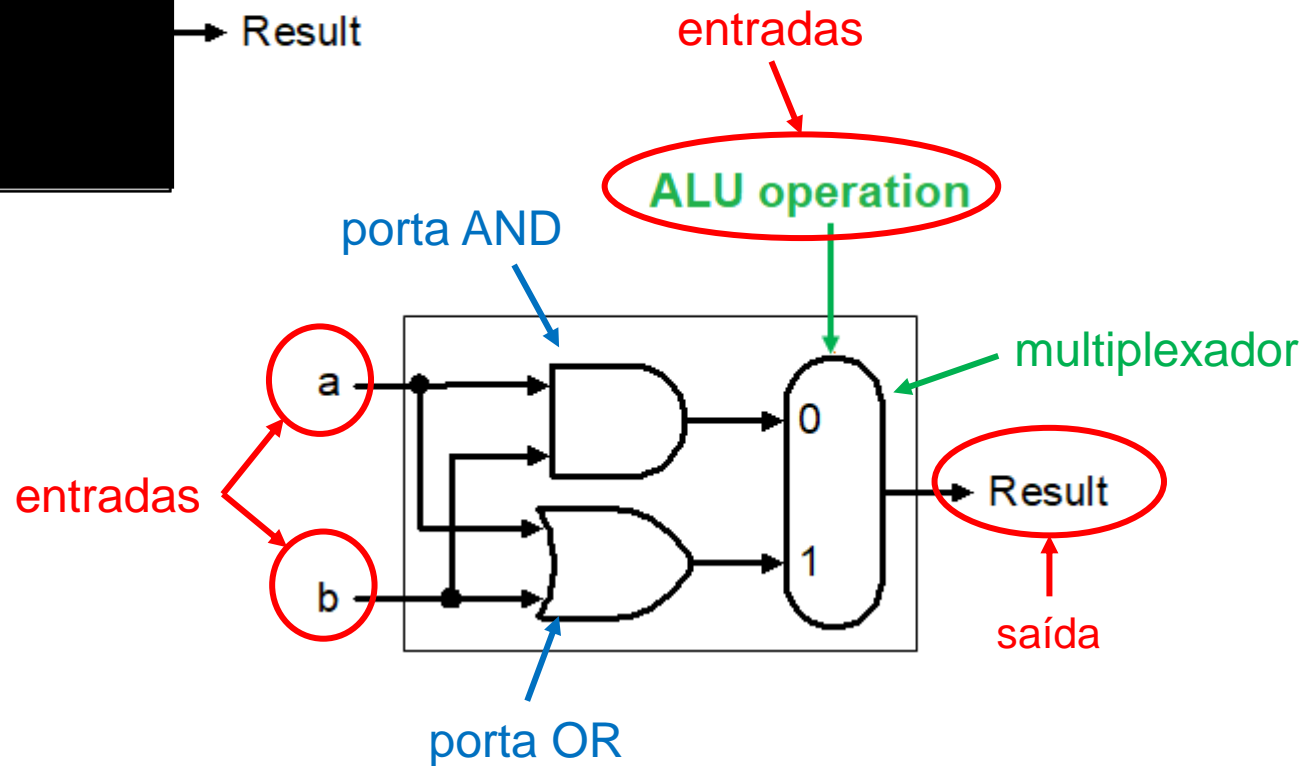 Result
entradas
ALU operation
porta AND
multiplexador
a
0
entradas
Result
1
b
saída
porta OR